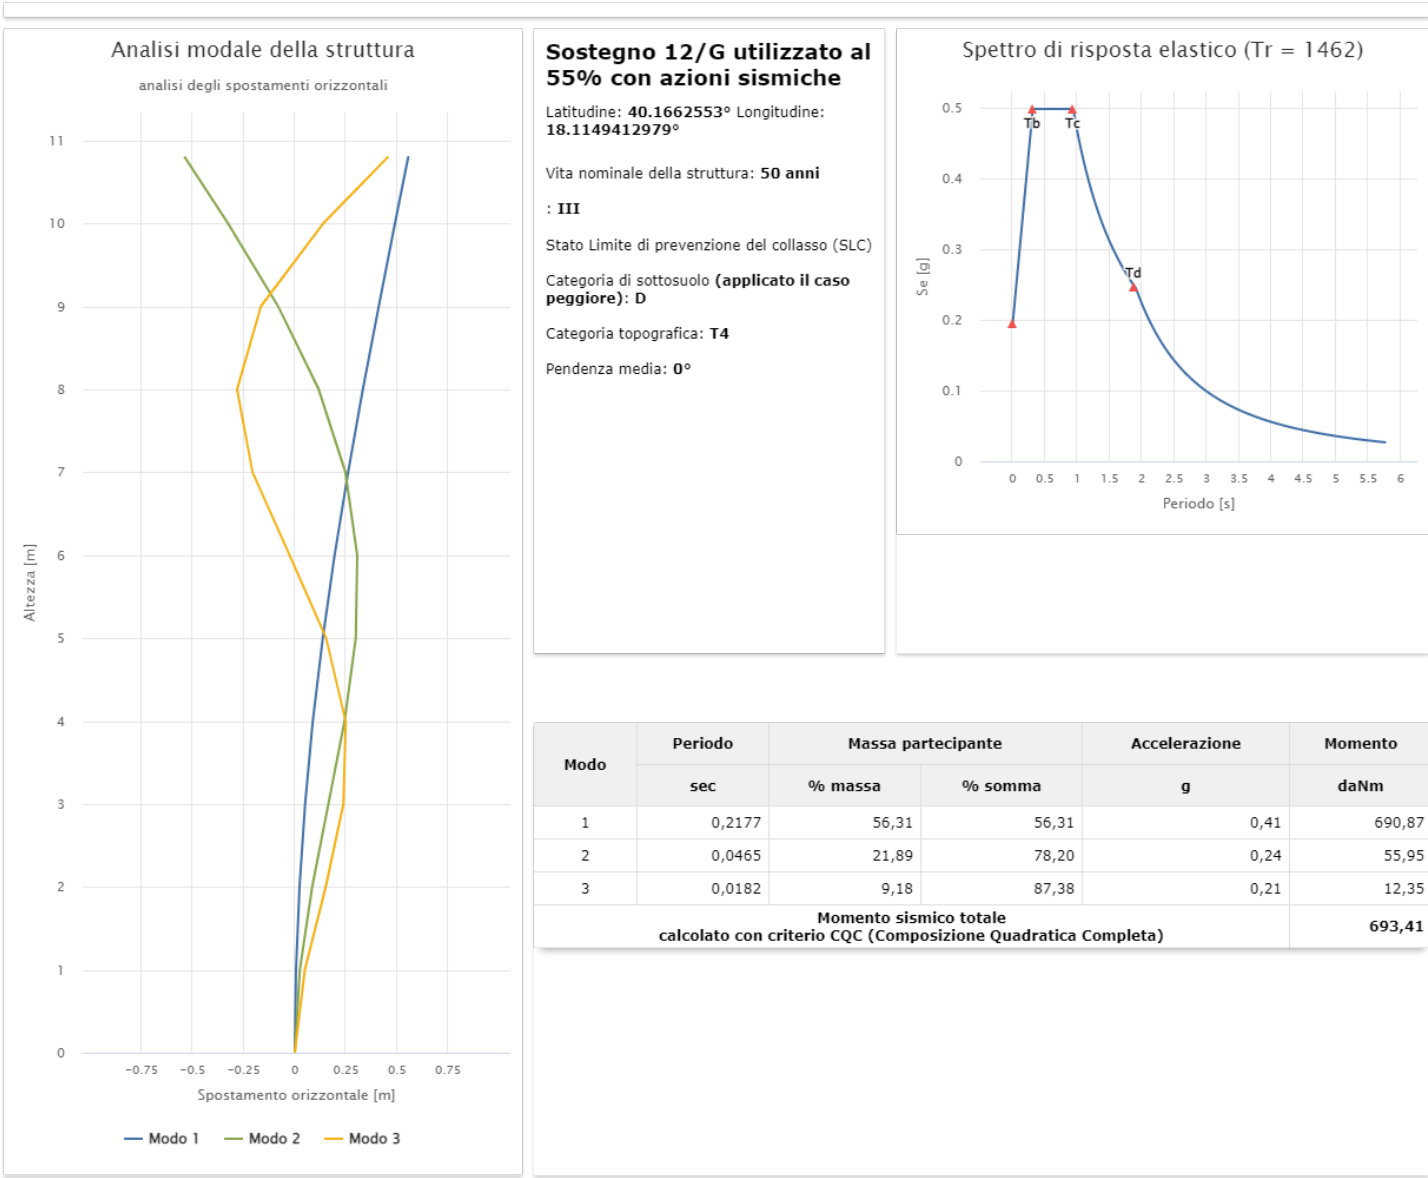 Analisi modale della struttura
analisi degli spostamenti orizzontali
11
10
9
8
7
6
5
4
3
2
1
0
Altezza [m]
−0.75 −0.5 −0.25 0 0.25 0.5 0.75
Spostamento orizzontale [m]
Modo 1 Modo 2 Modo 3
Sostegno 12/G utilizzato al
55% con azioni sismiche
Latitudine: 40.1662553° Longitudine:
18.1149412979°
Vita nominale della struttura: 50 anni
: III
Stato Limite di prevenzione del collasso (SLC)
Categoria di sottosuolo (applicato il caso
peggiore): D
Categoria topografica: T4
Pendenza media: 0°
Spettro di risposta elastico (Tr = 1462)
0.5
0.4
0.3
0.2
0.1
0
Se [g]
Tb Tc
Td
0 0.5 1 1.5 2 2.5 3 3.5 4 4.5 5 5.5 6
Periodo [s]
Modo Periodo Massa partecipante Accelerazione Momento
sec % massa % somma g daNm
1 0,2177 56,31 56,31 0,41 690,87
2 0,0465 21,89 78,20 0,24 55,95
3 0,0182 9,18 87,38 0,21 12,35
Momento sismico totale
calcolato con criterio CQC (Composizione Quadratica Completa) 693,41